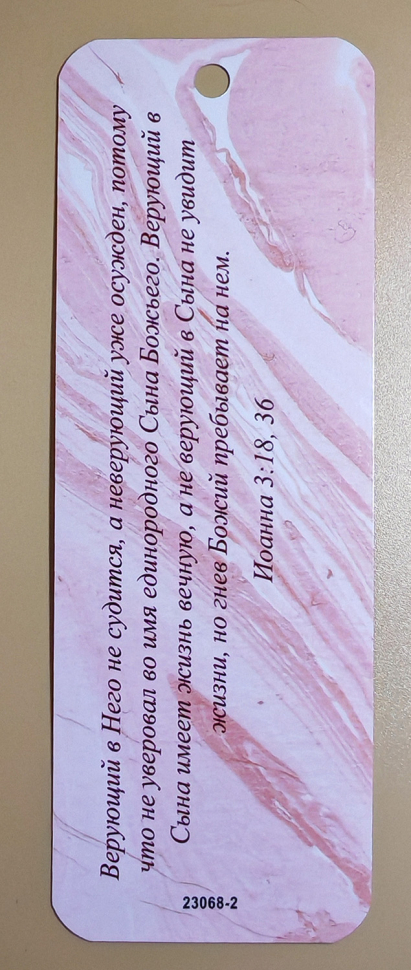 Верующий в Него не судится, а неверующий уже осужден, потому
что не уверовал во имя единородного Сына Божьего. Верующий в
Сына имеет жизнь вечную, а не верующий в Сына не увидит
жизни, но гнев Божий пребывает на нем.
Иоанна 3:18, 36
23068-2